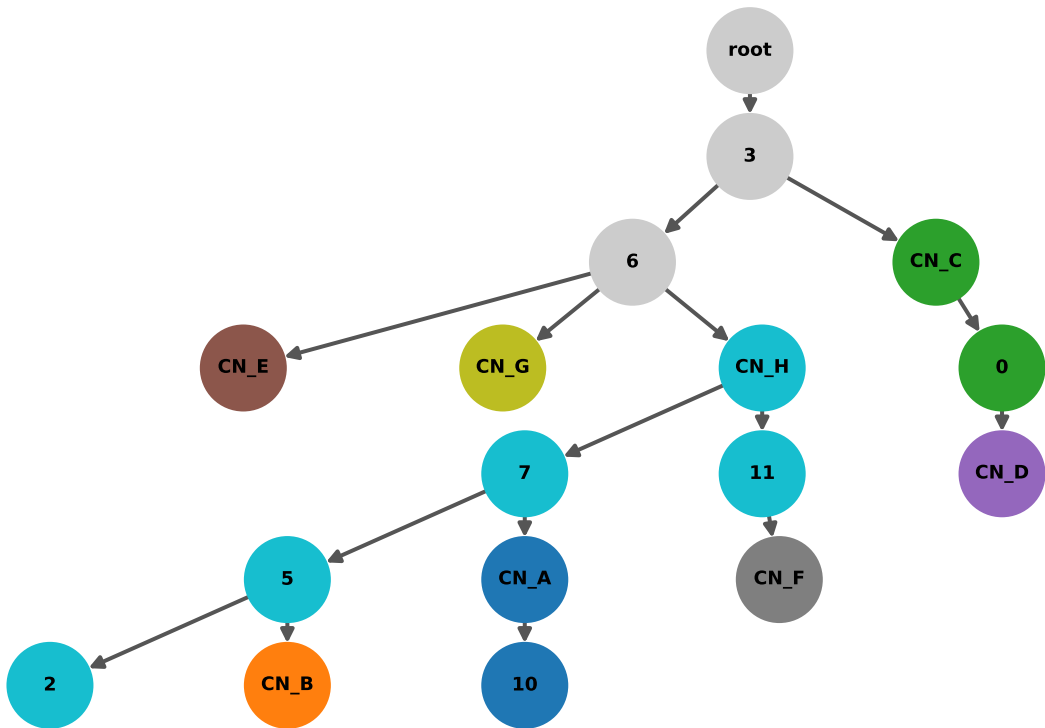 root
3
6
CN_C
CN_E
CN_G
CN_H
0
7
11
CN_D
5
CN_A
CN_F
2
CN_B
10